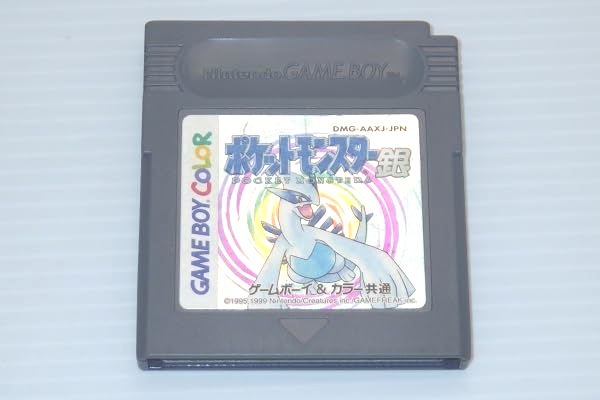 Nintendo GAME BOY TM
DMG-AAXJ-JPN
ポケットモンスター銀
POCKET MONSTERS
GAME BOY COLOR
ゲームボーイ & カラー共通
©1995,1999 Nintendo/Creatures inc./GAMEFREAK inc.